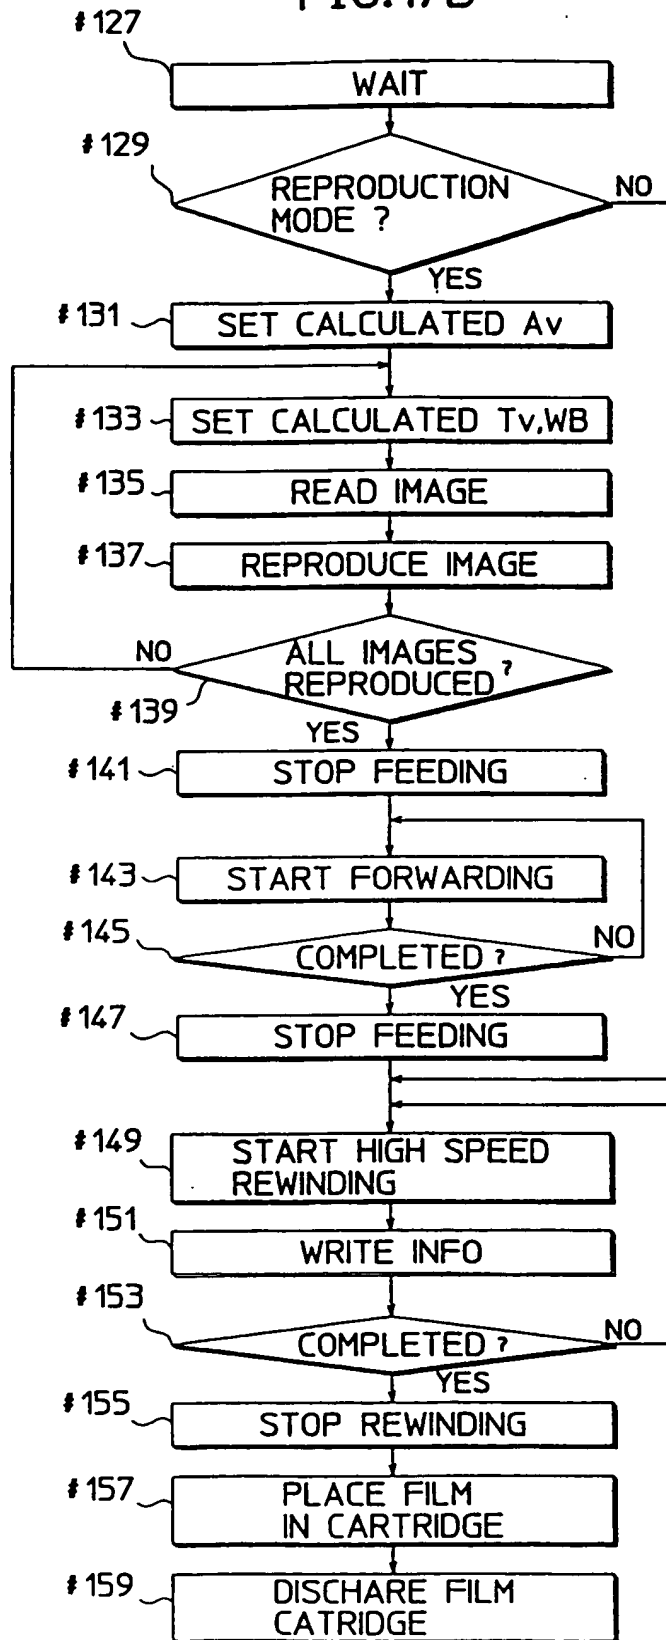 #127
WAIT
#129
REPRODUCTION
MODE ?
NO
YES
#131
SET CALCULATED Av
#133
SET CALCULATED Tv,WB
#135
READ IMAGE
#137
REPRODUCE IMAGE
NO
ALL IMAGES
REPRODUCED ?
#139
YES
#141
STOP FEEDING
#143
START FORWARDING
#145
COMPLETED ?
NO
YES
#147
STOP FEEDING
#149
START HIGH SPEED
REWINDING
#151
WRITE INFO
#153
COMPLETED ?
NO
YES
#155
STOP REWINDING
#157
PLACE FILM
IN CARTRIDGE
#159
DISCHARE FILM
CATRIDGE